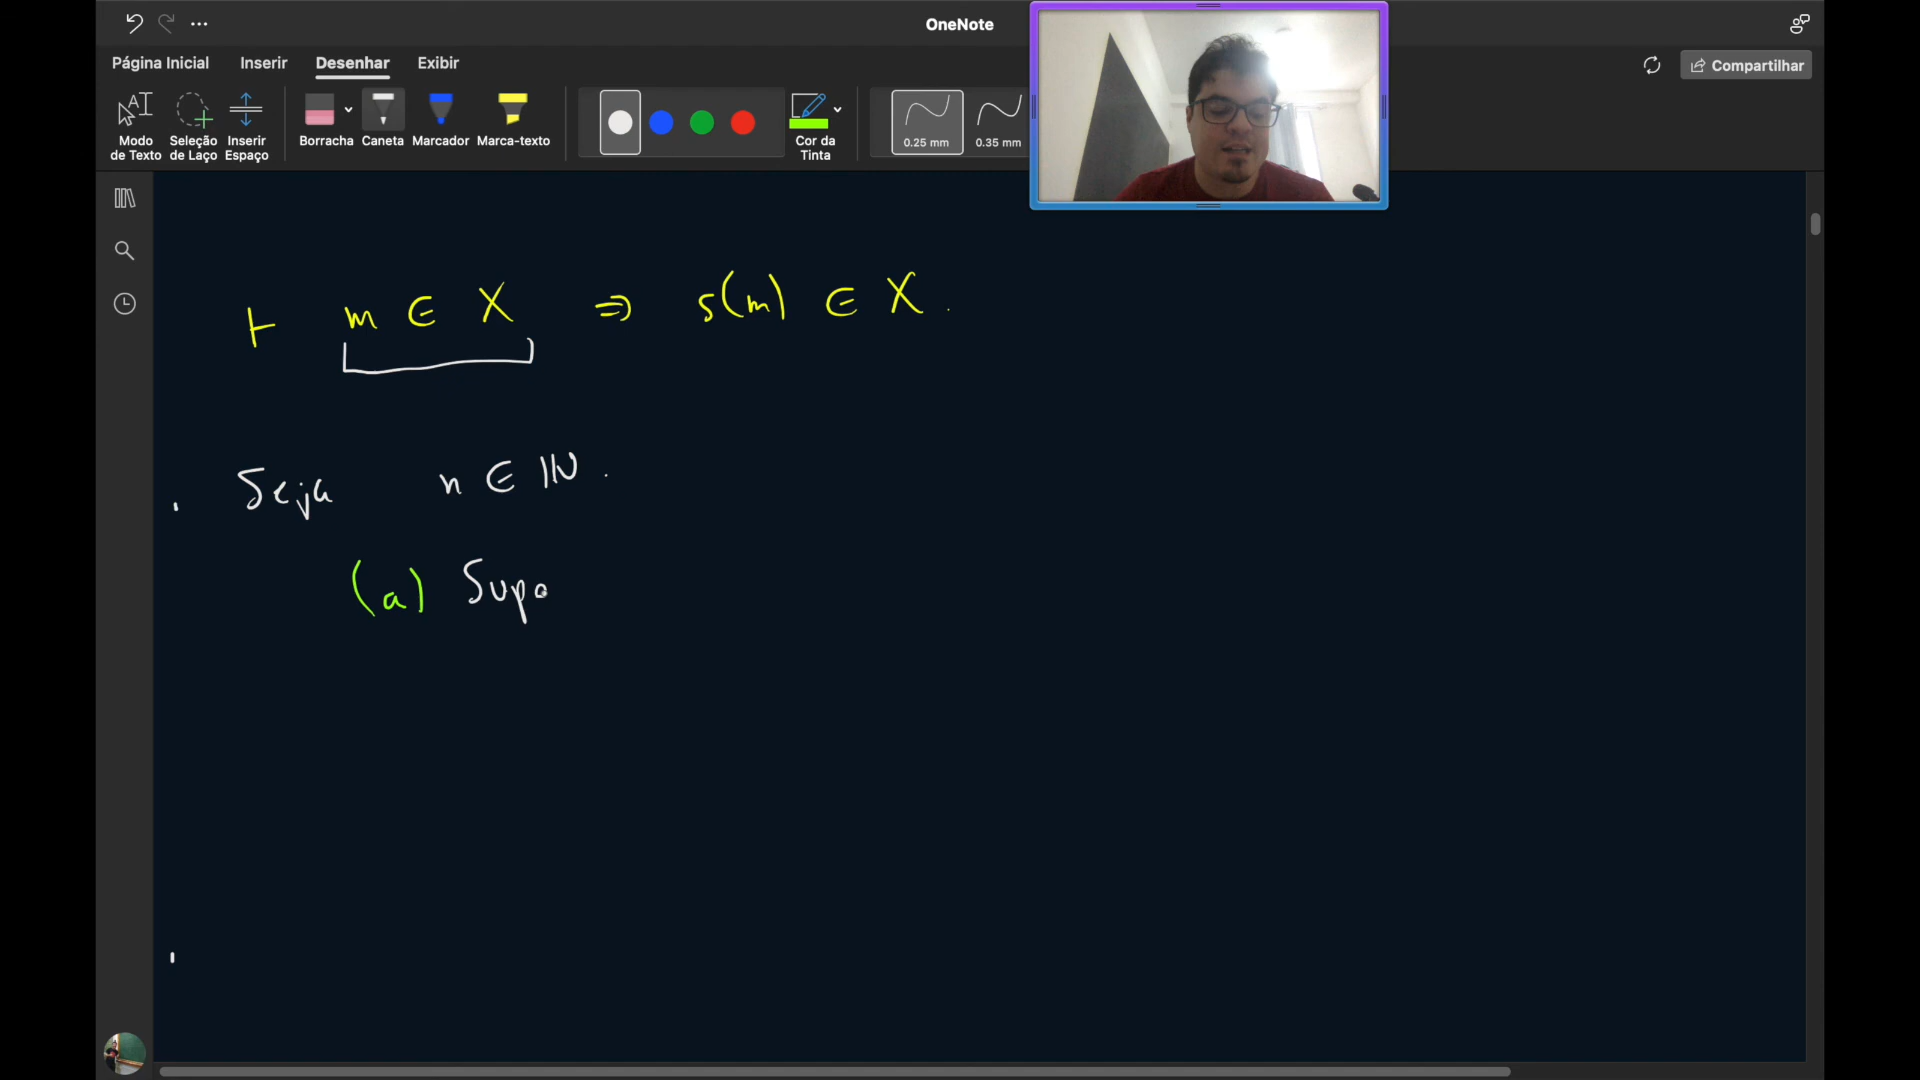 OneNote
Página Inicial Inserir Desenhar Exibir
Compartilhar
Modo de Texto
Seleção de Laço
Inserir Espaço
Borracha
Caneta
Marcador
Marca-texto
Cor da Tinta
0.25 mm
0.35 mm
⊢ m ∈ X ⇒ s(m) ∈ X.
. Seja n ∈ ℕ.
(a) Supo